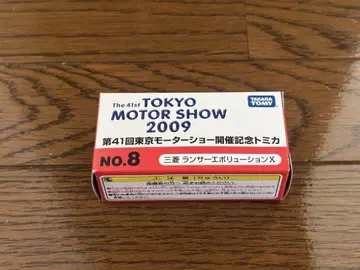 The 41st TOKYO
MOTOR SHOW
2009
TAKARA
TOMY
第41回東京モーターショー開催記念トミカ
NO.8
三菱 ランサーエボリューションX